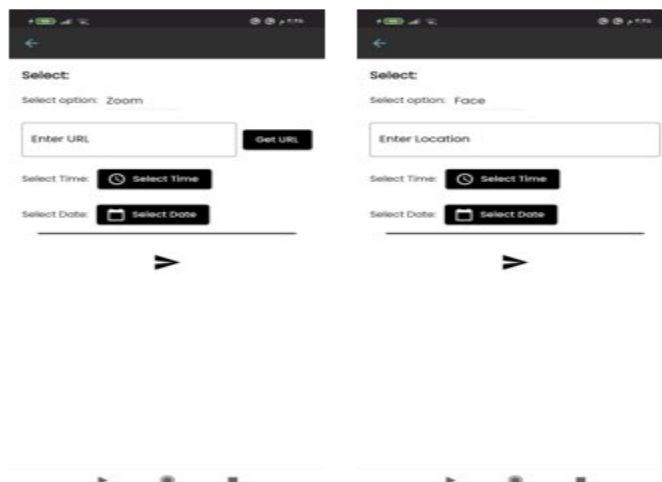 Select:
Select option: Zoom
Enter URL
Get URL
Select Time: Select Time
Select Date: Select Date
Select:
Select option: Face
Enter Location
Select Time: Select Time
Select Date: Select Date